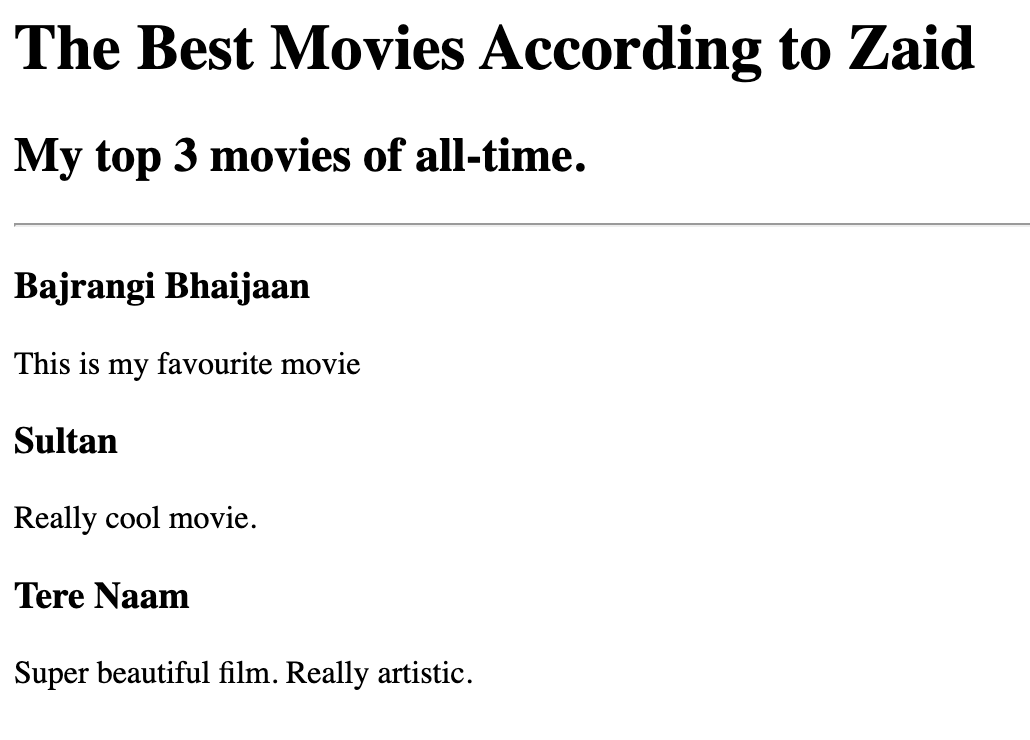 The Best Movies According to Zaid
My top 3 movies of all-time.
Bajrangi Bhaijaan
This is my favourite movie
Sultan
Really cool movie.
Tere Naam
Super beautiful film. Really artistic.